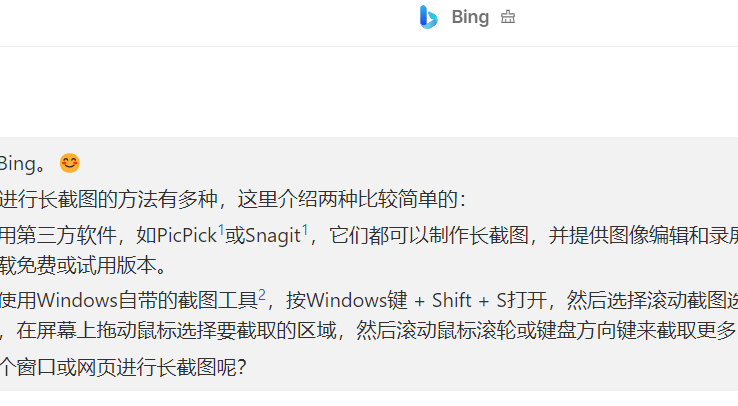 Bing
Bing。😊
进行长截图的方法有多种，这里介绍两种比较简单的：
用第三方软件，如PicPick1或Snagit1，它们都可以制作长截图，并提供图像编辑和录屏
载免费或试用版本。
使用Windows自带的截图工具2，按Windows键 + Shift + S打开，然后选择滚动截图选
，在屏幕上拖动鼠标选择要截取的区域，然后滚动鼠标滚轮或键盘方向键来截取更多
个窗口或网页进行长截图呢？